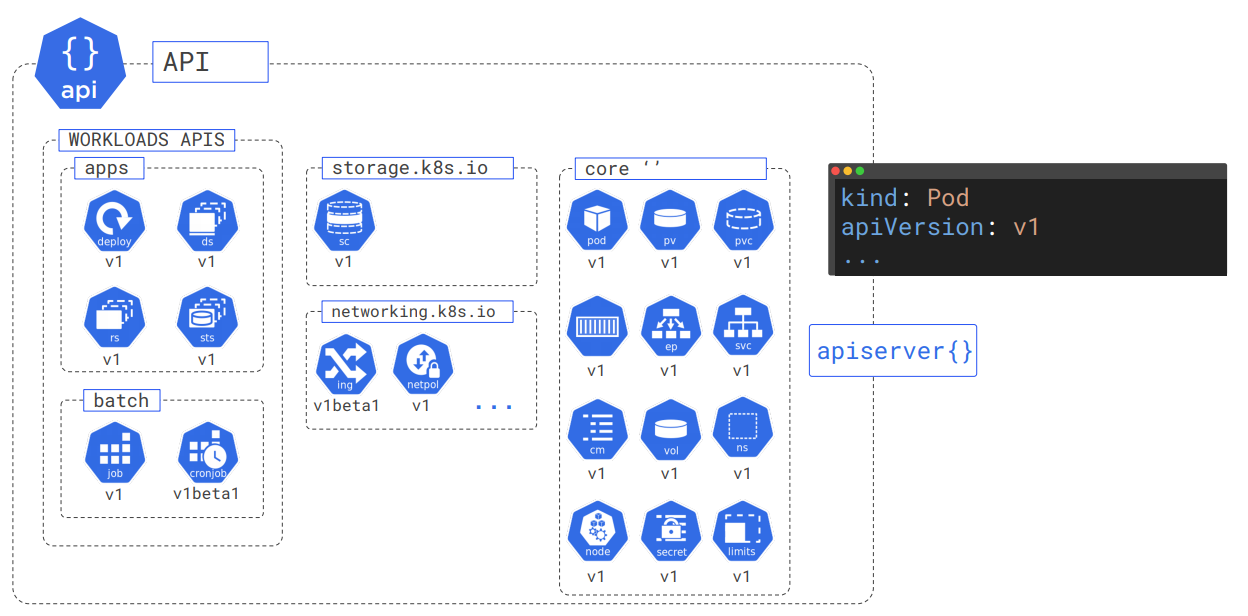 {}
api
API
WORKLOADS APIS
apps
deploy
v1
ds
v1
rs
v1
sts
v1
batch
job
v1
cronjob
v1beta1
storage.k8s.io
sc
v1
networking.k8s.io
ing
v1beta1
netpol
v1
...
core ‘’
pod
v1
pv
v1
pvc
v1
v1
ep
v1
svc
v1
cm
v1
vol
v1
ns
v1
node
v1
secret
v1
limits
v1
kind: Pod
apiVersion: v1
...
apiserver{}